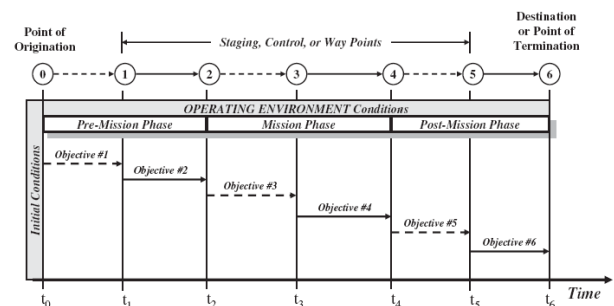 Point of
Origination
Staging, Control, or Way Points
Destination
or Point of
Termination
0 1 2 3 4 5 6
OPERATING ENVIRONMENT Conditions
Pre-Mission Phase Mission Phase Post-Mission Phase
Initial Conditions
Objective #1
Objective #2
Objective #3
Objective #4
Objective #5
Objective #6
t0 t1 t2 t3 t4 t5 t6 Time